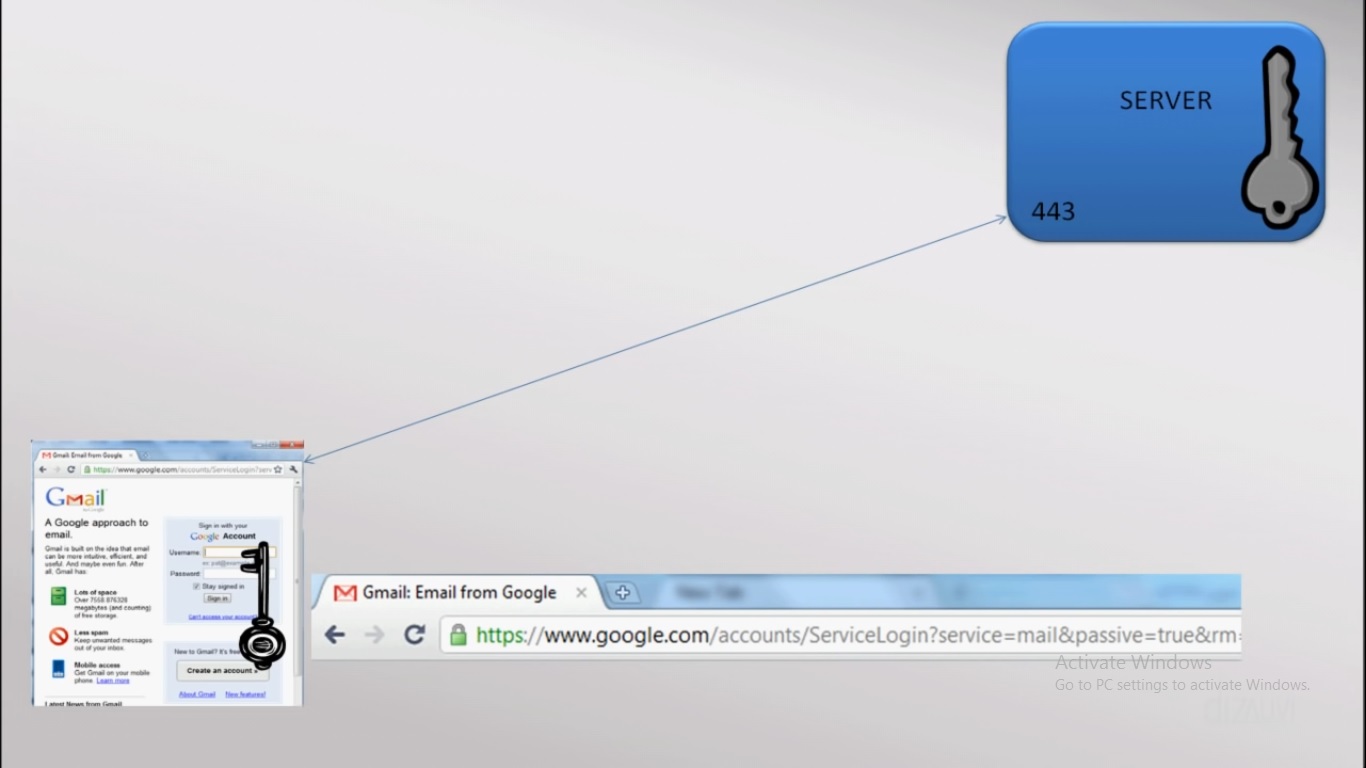 SERVER
443
Gmail: Email from Google
https://www.google.com/accounts/ServiceLogin?serv
Gmail
A Google approach to
email.
Gmail is built on the idea that email
can be more intuitive, efficient, and
useful. And maybe even fun. After
all, Gmail has:
Lots of space
Over 7558.876328
megabytes (and counting)
of free storage.
Less spam
Keep unwanted messages
out of your inbox.
Mobile access
Get Gmail on your mobile
phone. Learn more
Latest News from Gmail
Sign in with your
Google Account
Username:
Password:
Stay signed in
Sign in
Can't access your account
New to Gmail? It's free
Create an account »
About Gmail New features!
Gmail: Email from Google
New Tab
https://www.google.com/accounts/ServiceLogin?service=mail&passive=true&rm=
Activate Windows
Go to PC settings to activate Windows.